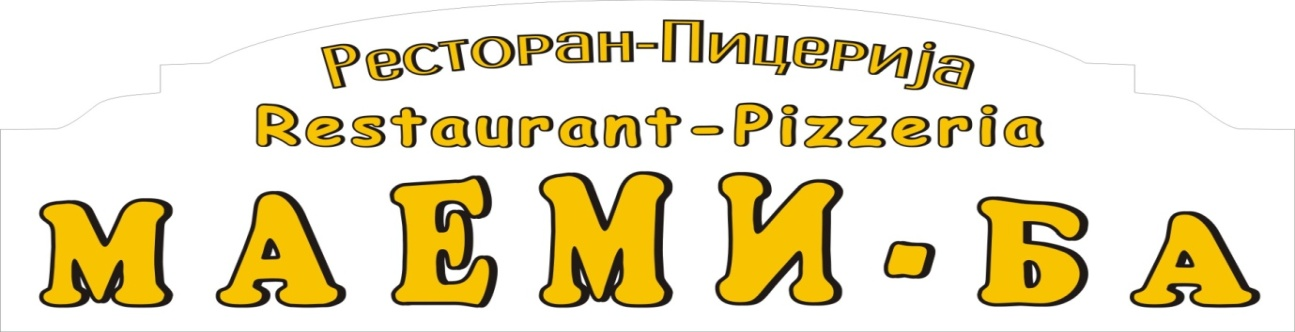 Ресторан-Пицерија
Restaurant-Pizzeria
МАЕМИ-БА